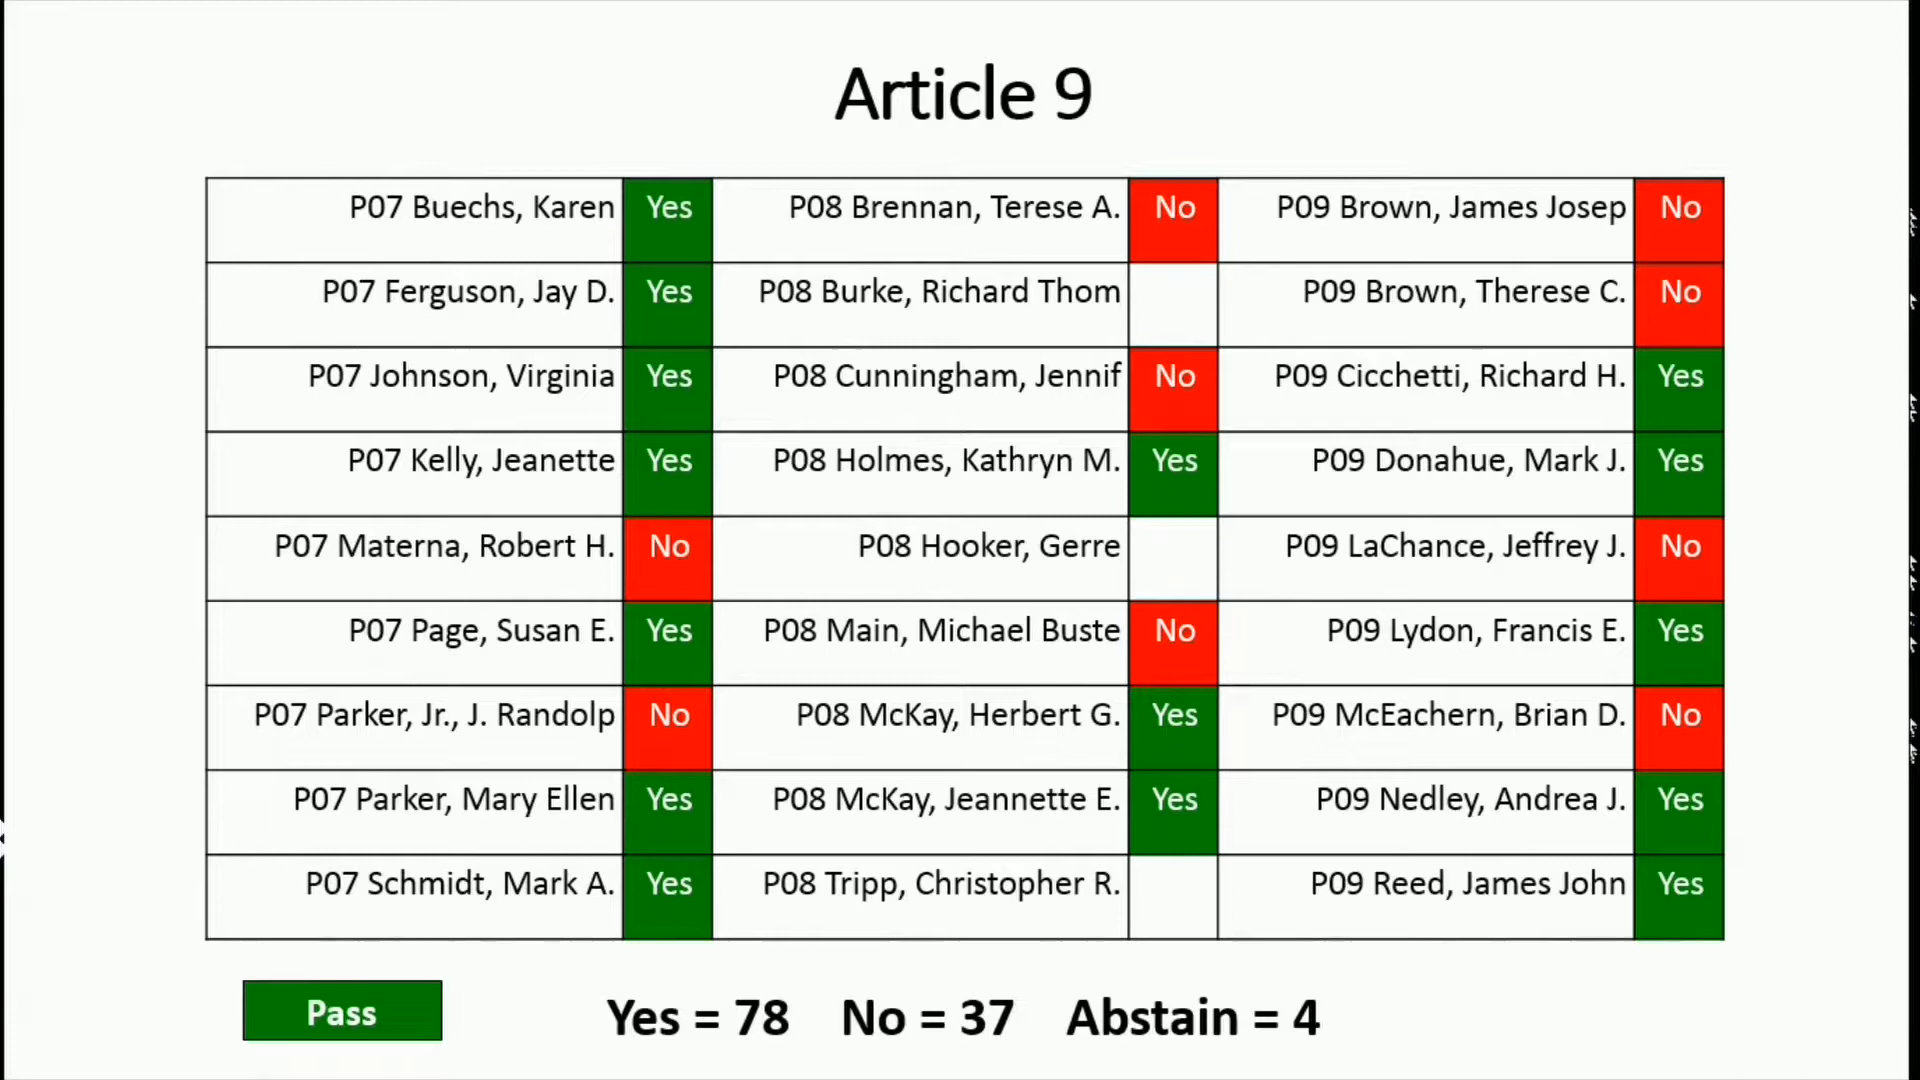 Article 9
P07 Buechs, Karen Yes P08 Brennan, Terese A. No P09 Brown, James Josep No
P07 Ferguson, Jay D. Yes P08 Burke, Richard Thom P09 Brown, Therese C. No
P07 Johnson, Virginia Yes P08 Cunningham, Jennif No P09 Cicchetti, Richard H. Yes
P07 Kelly, Jeanette Yes P08 Holmes, Kathryn M. Yes P09 Donahue, Mark J. Yes
P07 Materna, Robert H. No P08 Hooker, Gerre P09 LaChance, Jeffrey J. No
P07 Page, Susan E. Yes P08 Main, Michael Buste No P09 Lydon, Francis E. Yes
P07 Parker, Jr., J. Randolp No P08 McKay, Herbert G. Yes P09 McEachern, Brian D. No
P07 Parker, Mary Ellen Yes P08 McKay, Jeannette E. Yes P09 Nedley, Andrea J. Yes
P07 Schmidt, Mark A. Yes P08 Tripp, Christopher R. P09 Reed, James John Yes
Pass Yes = 78 No = 37 Abstain = 4